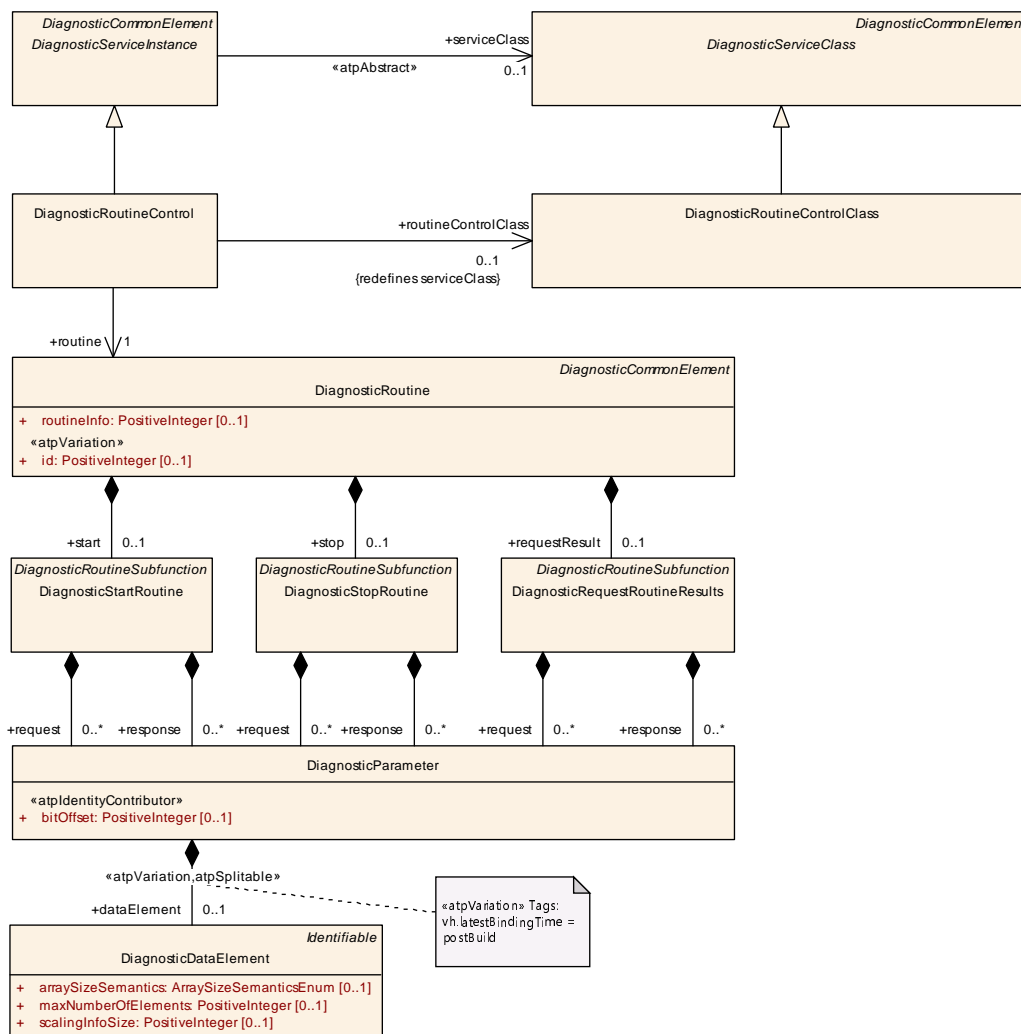 DiagnosticCommonElement
DiagnosticServiceInstance
+serviceClass
«atpAbstract»
0..1
DiagnosticCommonElement
DiagnosticServiceClass
DiagnosticRoutineControl
+routineControlClass
0..1
{redefines serviceClass}
DiagnosticRoutineControlClass
+routine 1
DiagnosticCommonElement
DiagnosticRoutine
+ routineInfo: PositiveInteger [0..1]
«atpVariation»
+ id: PositiveInteger [0..1]
+start 0..1
+stop 0..1
+requestResult 0..1
DiagnosticRoutineSubfunction
DiagnosticStartRoutine
DiagnosticRoutineSubfunction
DiagnosticStopRoutine
DiagnosticRoutineSubfunction
DiagnosticRequestRoutineResults
+request 0..*
+response 0..*
+request 0..*
+response 0..*
+request 0..*
+response 0..*
DiagnosticParameter
«atpIdentityContributor»
+ bitOffset: PositiveInteger [0..1]
«atpVariation,atpSplitable»
+dataElement 0..1
«atpVariation» Tags:
vh.latestBindingTime =
postBuild
Identifiable
DiagnosticDataElement
+ arraySizeSemantics: ArraySizeSemanticsEnum [0..1]
+ maxNumberOfElements: PositiveInteger [0..1]
+ scalingInfoSize: PositiveInteger [0..1]